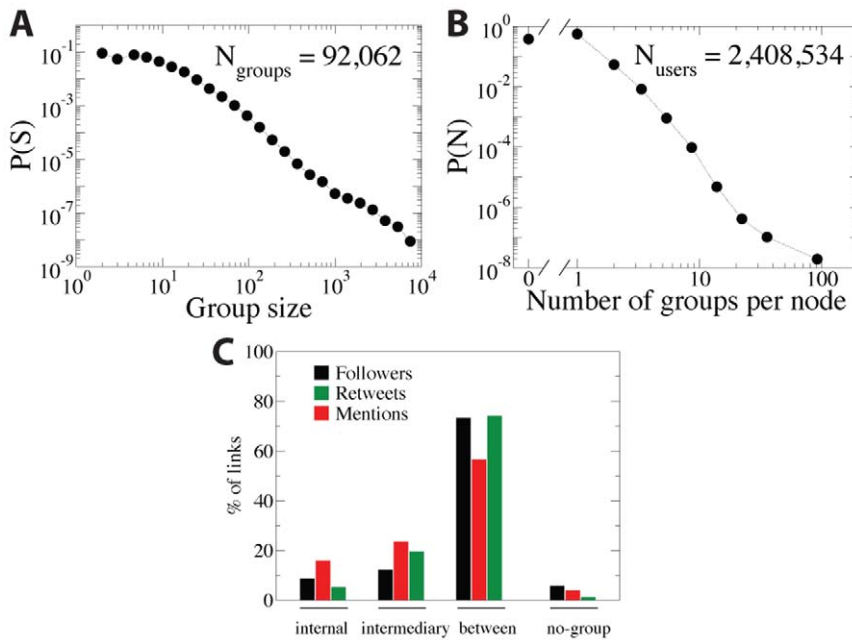 A
N groups = 92,062
P(S)
10^-1
10^-3
10^-5
10^-7
10^-9
10^0 10^1 10^2 10^3 10^4
Group size
B
N users = 2,408,534
P(N)
10^0
10^-2
10^-4
10^-6
10^-8
0 1 10 100
Number of groups per node
C
% of links
100
80
60
40
20
0
Followers
Retweets
Mentions
internal intermediary between no-group